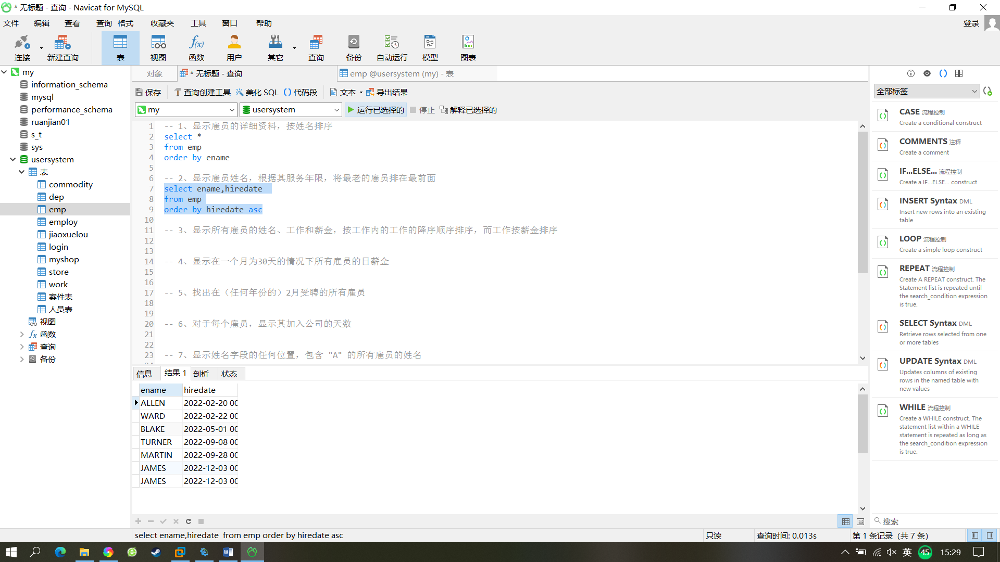 * 无标题 - 查询 - Navicat for MySQL
文件 编辑 查看 查询 格式 收藏夹 工具 窗口 帮助 登录
连接 新建查询 表 视图 函数 用户 其它 查询 备份 自动运行 模型 图表
my
information_schema
mysql
performance_schema
ruanjian01
s_t
sys
usersystem
表
commodity
dep
emp
employ
jiaoxuelou
login
myshop
store
work
案件表
人员表
视图
函数
查询
备份
对象 * 无标题 - 查询 emp @usersystem (my) - 表
保存 查询创建工具 美化 SQL 代码段 文本 导出结果
my usersystem 运行已选择的 停止 解释已选择的
1 -- 1、显示雇员的详细资料，按姓名排序
2 select *
3 from emp
4 order by ename
5
6 -- 2、显示雇员姓名，根据其服务年限，将最老的雇员排在最前面
7 select ename,hiredate
8 from emp
9 order by hiredate asc
10
11 -- 3、显示所有雇员的姓名、工作和薪金，按工作内的工作的降序顺序排序，而工作按薪金排序
12
13
14 -- 4、显示在一个月为30天的情况下所有雇员的日薪金
15
16
17 -- 5、找出在（任何年份的）2月受聘的所有雇员
18
19
20 -- 6、对于每个雇员，显示其加入公司的天数
21
22
23 -- 7、显示姓名字段的任何位置，包含 "A" 的所有雇员的姓名
信息 结果 1 剖析 状态
ename hiredate
ALLEN 2022-02-20 00
WARD 2022-02-22 00
BLAKE 2022-05-01 00
TURNER 2022-09-08 00
MARTIN 2022-09-28 00
JAMES 2022-12-03 00
JAMES 2022-12-03 00
全部标签
CASE 流程控制
Create a conditional construct
COMMENTS 注释
Create a comment
IF...ELSE... 流程控制
Create a IF...ELSE... construct
INSERT Syntax DML
Insert new rows into an existing
table
LOOP 流程控制
Create a simple loop construct
REPEAT 流程控制
Create A REPEAT construct. The
Statement list is repeated until
the search_condition expression
is true.
SELECT Syntax DML
Retrieve rows selected from one
or more tables
UPDATE Syntax DML
Updates columns of existing
rows in the named table with
new values
WHILE 流程控制
Create a WHILE construct. The
statement list within a WHILE
statement is repeated as long as
the search_condition expression
is true.
搜索
select ename,hiredate from emp order by hiredate asc 只读 查询时间: 0.013s 第 1 条记录 (共 7 条)
英 45 15:29